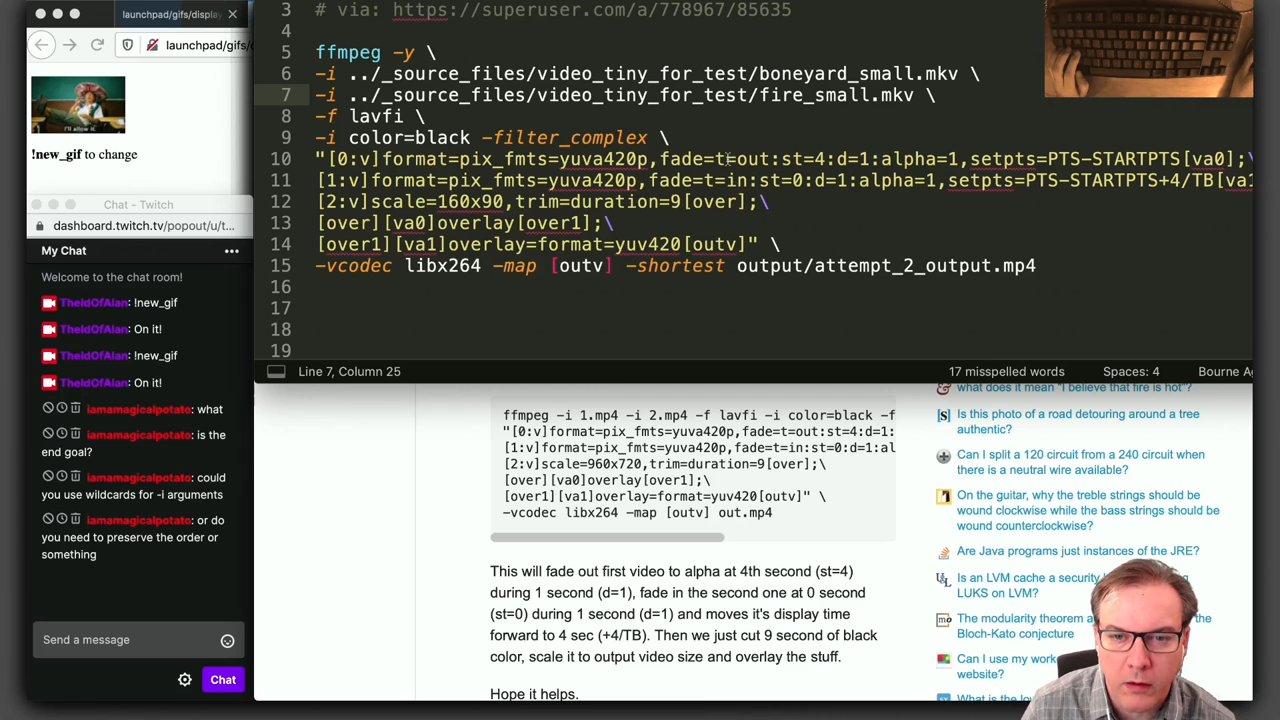 launchpad/gifs/display
launchpad/gifs/d
I'll allow it.
!new_gif to change
Chat - Twitch
dashboard.twitch.tv/popout/u/t…
My Chat
Welcome to the chat room!
TheIdOfAlan: !new_gif
TheIdOfAlan: On it!
TheIdOfAlan: !new_gif
TheIdOfAlan: On it!
iamamagicalpotato: what
iamamagicalpotato: is the
end goal?
iamamagicalpotato: could
you use wildcards for -i arguments
iamamagicalpotato: or do
you need to preserve the order or
something
Send a message
Chat
3 # via: https://superuser.com/a/778967/85635
4
5 ffmpeg -y \
6 -i ../_source_files/video_tiny_for_test/boneyard_small.mkv \
7 -i ../_source_files/video_tiny_for_test/fire_small.mkv \
8 -f lavfi \
9 -i color=black -filter_complex \
10 "[0:v]format=pix_fmts=yuva420p,fade=t=out:st=4:d=1:alpha=1,setpts=PTS-STARTPTS[va0];\
11 [1:v]format=pix_fmts=yuva420p,fade=t=in:st=0:d=1:alpha=1,setpts=PTS-STARTPTS+4/TB[va1
12 [2:v]scale=160x90,trim=duration=9[over];\
13 [over][va0]overlay[over1];\
14 [over1][va1]overlay=format=yuv420[outv]" \
15 -vcodec libx264 -map [outv] -shortest output/attempt_2_output.mp4
16
17
18
19
Line 7, Column 25
17 misspelled words
Spaces: 4
Bourne Ag
ffmpeg -i 1.mp4 -i 2.mp4 -f lavfi -i color=black -f
"[0:v]format=pix_fmts=yuva420p,fade=t=out:st=4:d=1:
[1:v]format=pix_fmts=yuva420p,fade=t=in:st=0:d=1:al
[2:v]scale=960x720,trim=duration=9[over];\
[over][va0]overlay[over1];\
[over1][va1]overlay=format=yuv420[outv]" \
-vcodec libx264 -map [outv] out.mp4
This will fade out first video to alpha at 4th second (st=4)
during 1 second (d=1), fade in the second one at 0 second
(st=0) during 1 second (d=1) and moves it's display time
forward to 4 sec (+4/TB). Then we just cut 9 second of black
color, scale it to output video size and overlay the stuff.
Hope it helps.
what does it mean "I believe that fire is hot"?
Is this photo of a road detouring around a tree
authentic?
Can I split a 120 circuit from a 240 circuit when
there is a neutral wire available?
On the guitar, why the treble strings should be
wound clockwise while the bass strings should be
wound counterclockwise?
Are Java programs just instances of the JRE?
Is an LVM cache a security
LUKS on LVM?
The modularity theorem a
Bloch-Kato conjecture
Can I use my work
website?
What is the lo